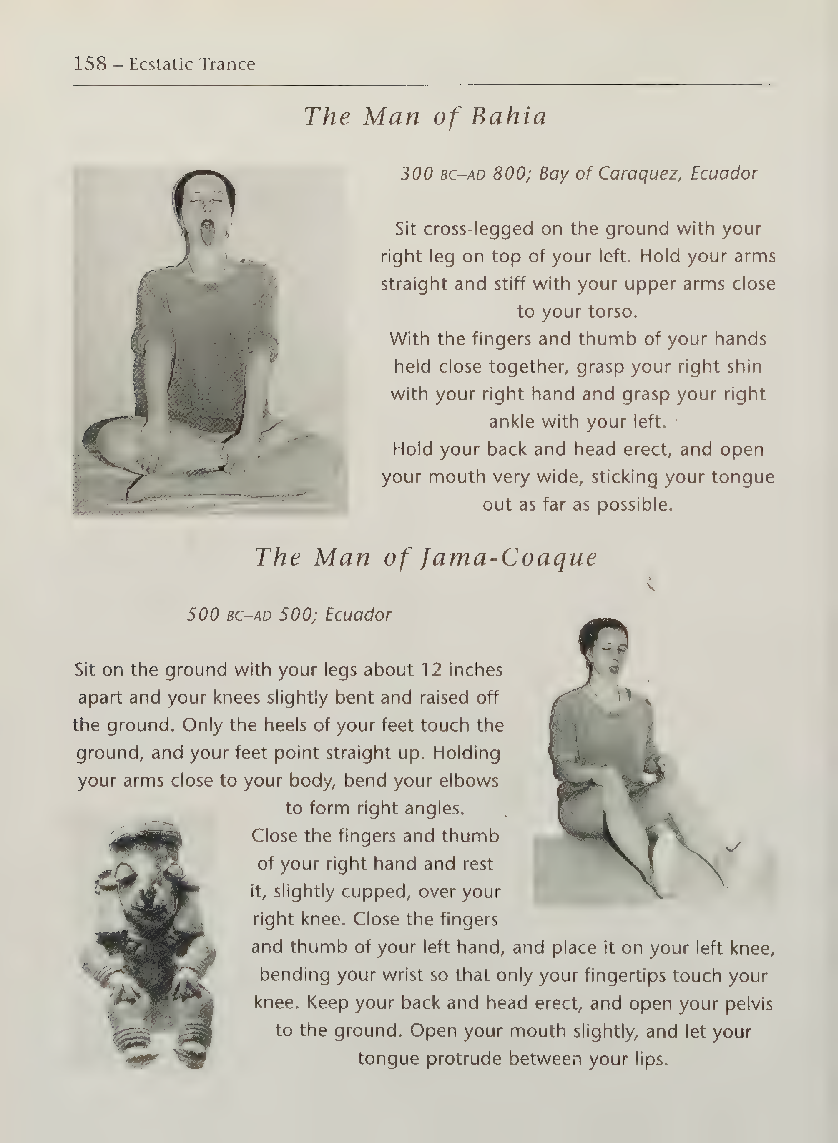 158 – Ecstatic Trance
The Man of Bahia
300 BC–AD 800; Bay of Caraquez, Ecuador
Sit cross-legged on the ground with your
right leg on top of your left. Hold your arms
straight and stiff with your upper arms close
to your torso.
With the fingers and thumb of your hands
held close together, grasp your right shin
with your right hand and grasp your right
ankle with your left.
Hold your back and head erect, and open
your mouth very wide, sticking your tongue
out as far as possible.
The Man of Jama-Coaque
500 BC–AD 500; Ecuador
Sit on the ground with your legs about 12 inches
apart and your knees slightly bent and raised off
the ground. Only the heels of your feet touch the
ground, and your feet point straight up. Holding
your arms close to your body, bend your elbows
to form right angles.
Close the fingers and thumb
of your right hand and rest
it, slightly cupped, over your
right knee. Close the fingers
and thumb of your left hand, and place it on your left knee,
bending your wrist so that only your fingertips touch your
knee. Keep your back and head erect, and open your pelvis
to the ground. Open your mouth slightly, and let your
tongue protrude between your lips.